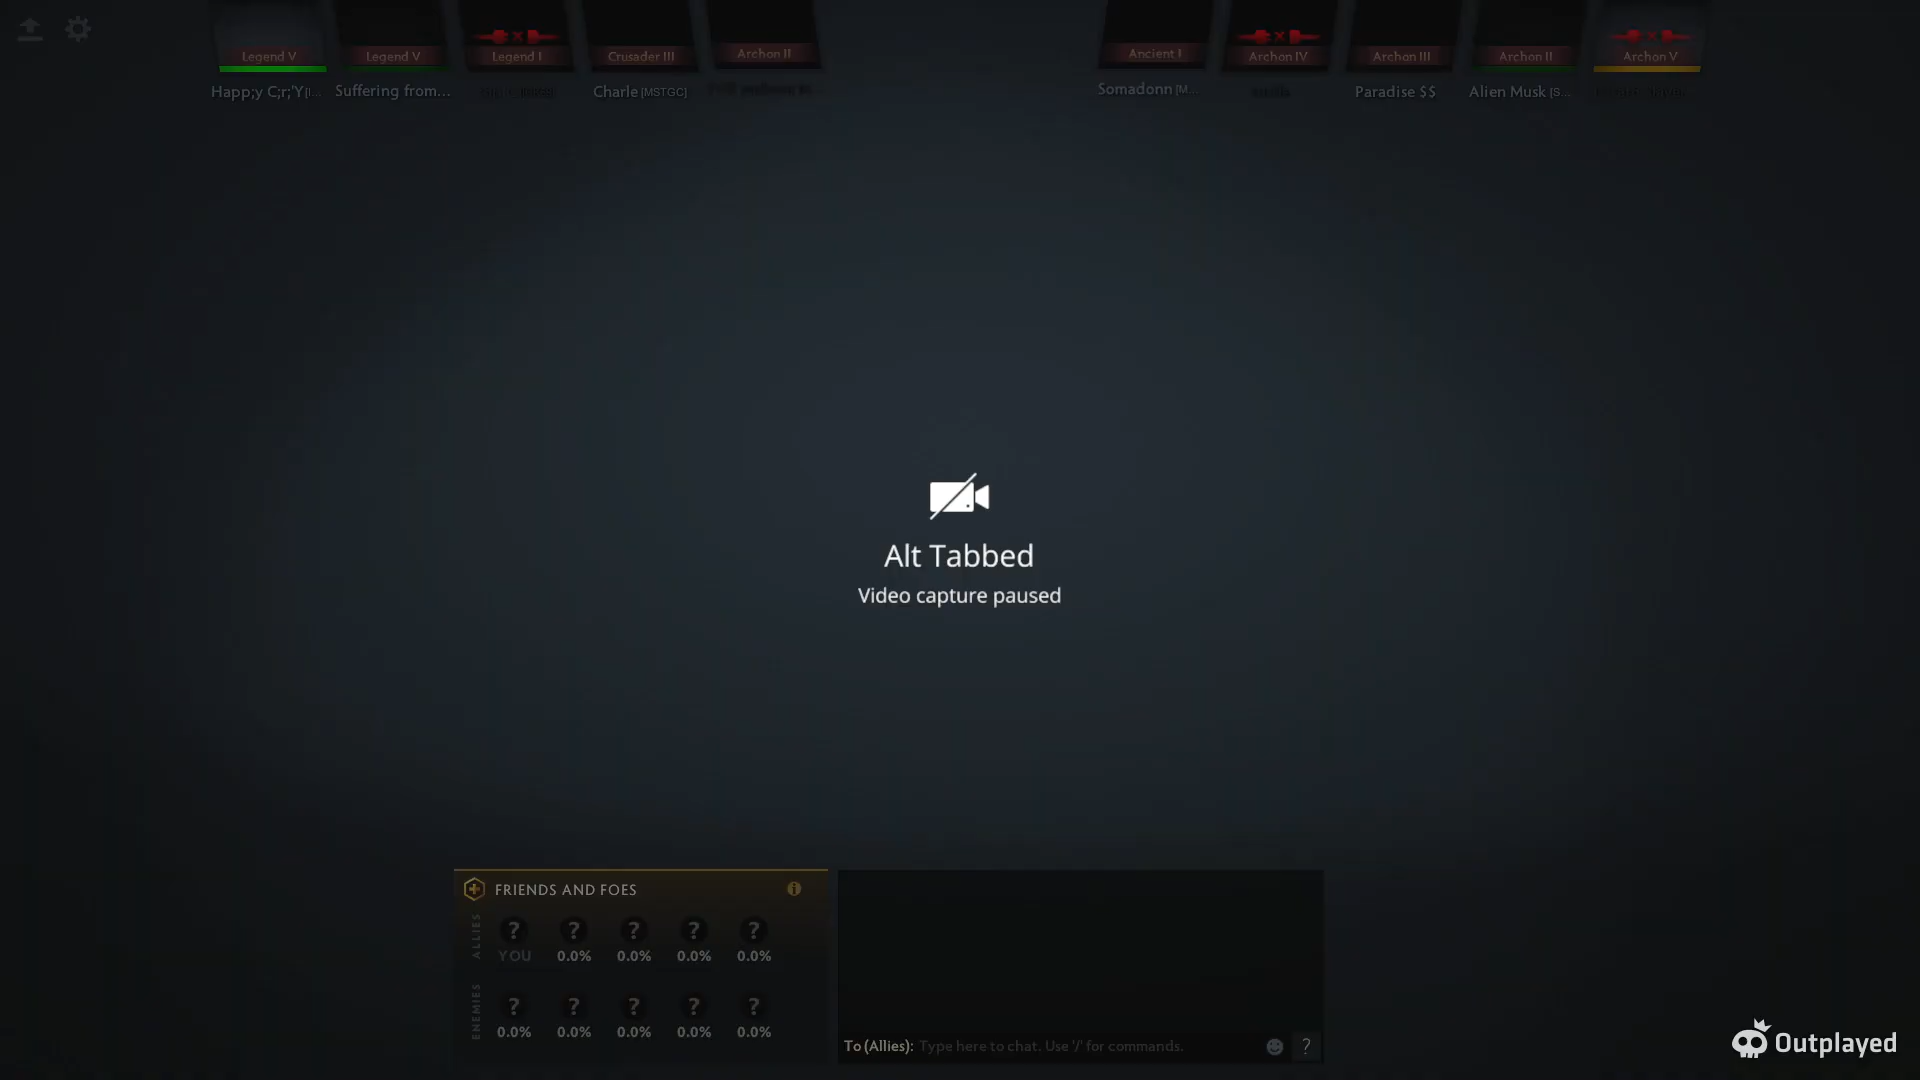 Legend V
Legend V
Legend I
Crusader III
Archon II
Ancient I
Archon IV
Archon III
Archon II
Archon V
Happ;y C;r;'Y[I...
Suffering from...
Charle [MSTGC]
Somadonn [M...
Paradise $$
Alien Musk [S...
Alt Tabbed
Video capture paused
FRIENDS AND FOES
ALLIES
? ? ? ? ?
YOU 0.0% 0.0% 0.0% 0.0%
ENEMIES
? ? ? ? ?
0.0% 0.0% 0.0% 0.0% 0.0%
To (Allies): Type here to chat. Use '/' for commands.
?
Outplayed